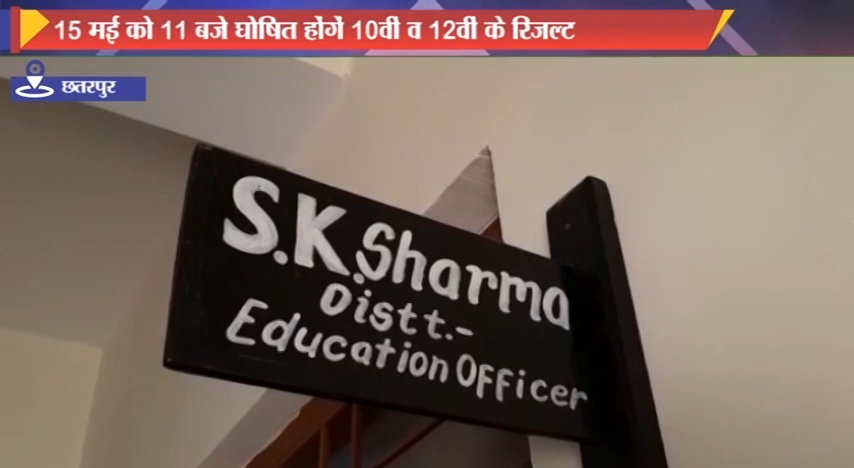 15 मई को 11 बजे घोषित होंगें 10वी व 12वी के रिजल्ट
छतरपुर
S.K.Sharma
Distt.-
Education Officer